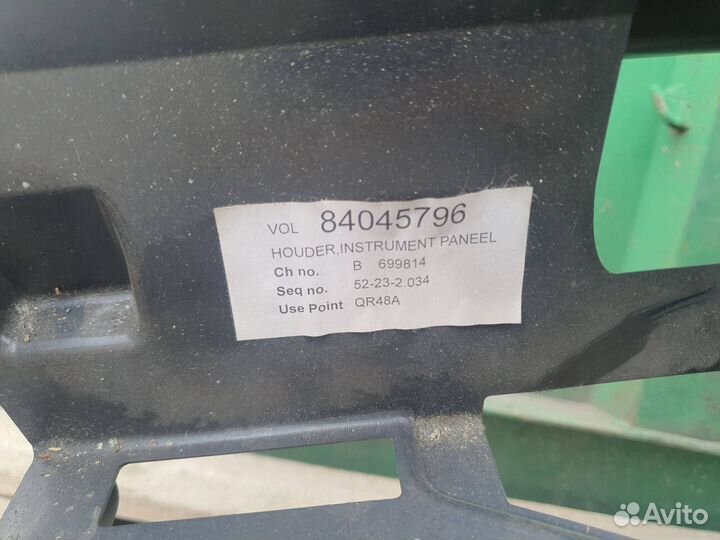 VOL 84045796
HOUDER,INSTRUMENT PANEEL
Ch no. B 699814
Seq no. 52-23-2.034
Use Point QR48A
Avito